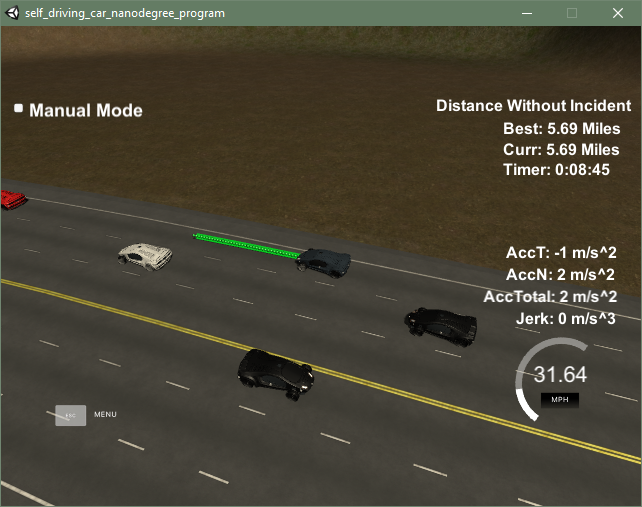 self_driving_car_nanodegree_program
Manual Mode
Distance Without Incident
Best: 5.69 Miles
Curr: 5.69 Miles
Timer: 0:08:45
AccT: -1 m/s^2
AccN: 2 m/s^2
AccTotal: 2 m/s^2
Jerk: 0 m/s^3
31.64
MPH
ESC
MENU